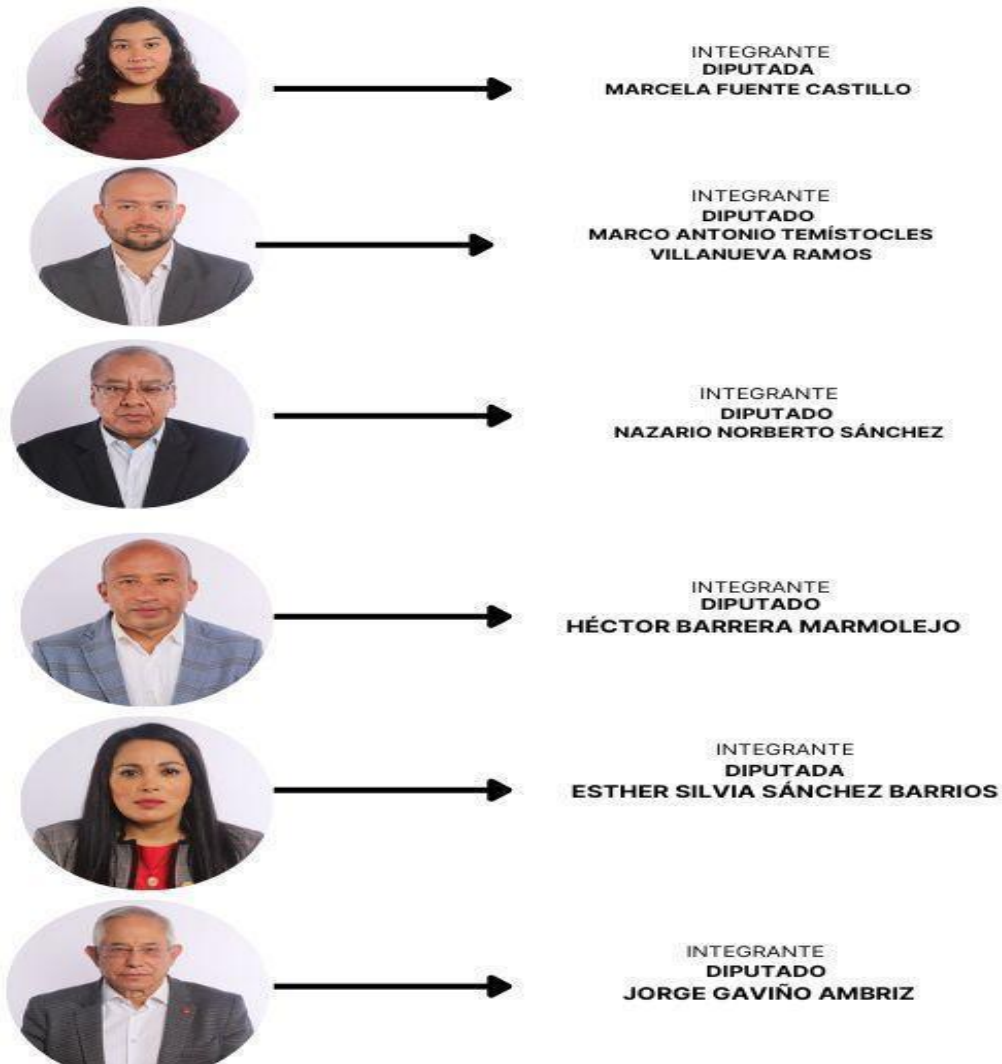 INTEGRANTE
DIPUTADA
MARCELA FUENTE CASTILLO
INTEGRANTE
DIPUTADO
MARCO ANTONIO TEMÍSTOCLES
VILLANUEVA RAMOS
INTEGRANTE
DIPUTADO
NAZARIO NORBERTO SÁNCHEZ
INTEGRANTE
DIPUTADO
HÉCTOR BARRERA MARMOLEJO
INTEGRANTE
DIPUTADA
ESTHER SILVIA SÁNCHEZ BARRIOS
INTEGRANTE
DIPUTADO
JORGE GAVIÑO AMBRIZ